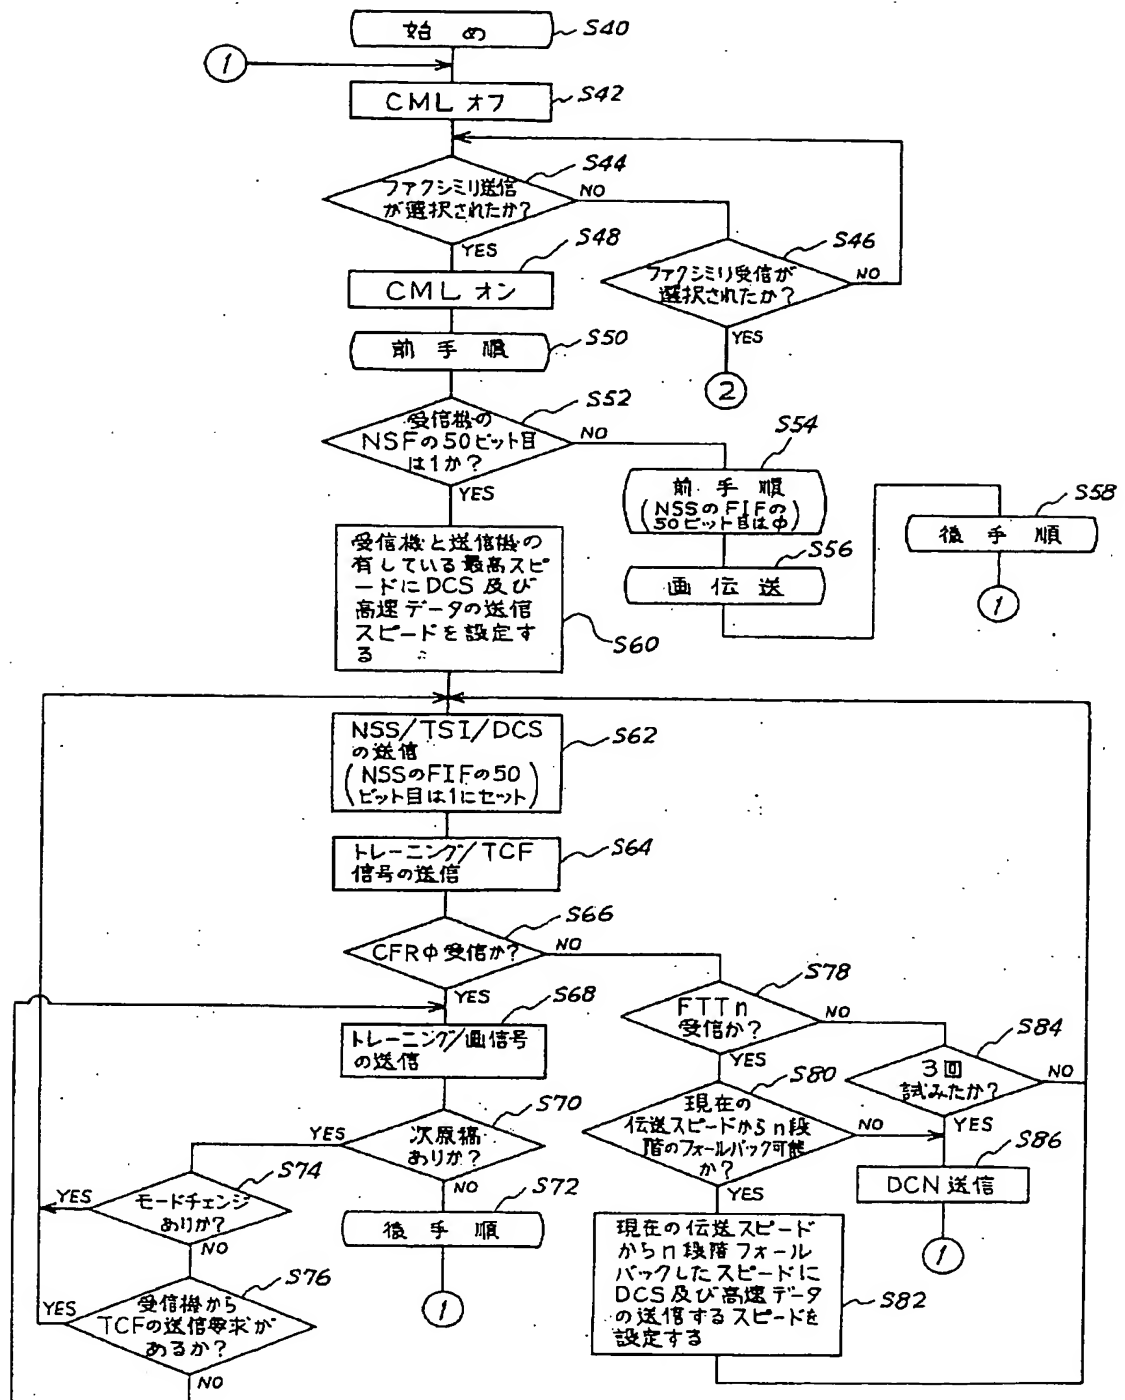 始め
S40
1
CML オフ
S42
ファクシミリ送信
が選択されたか?
S44
NO
YES
S48
S46
ファクシミリ受信が
選択されたか?
NO
YES
2
CML オン
前手順
S50
受信機の
NSFの50ビット目
は1か?
S52
NO
YES
S54
前手順
(NSSのFIFの
50ビット目はφ)
S56
画伝送
S58
後手順
1
受信機と送信機の
有している最高スピ
ードにDCS及び
高速データの送信
スピードを設定す
る
S60
NSS/TSI/DCS
の送信
(NSSのFIFの50
ビット目は1にセット)
S62
トレーニング/TCF
信号の送信
S64
CFRφ受信か?
S66
NO
YES
S68
トレーニング/画信号
の送信
FTTn
受信か?
S78
NO
YES
S84
3回
試みたか?
NO
YES
S80
現在の
伝送スピードからn段
階のフォールバック可能
か?
NO
YES
S86
DCN 送信
1
S70
次原稿
ありか?
YES
NO
S72
後手順
1
S74
モードチェンジ
ありか?
YES
NO
S76
受信機から
TCFの送信要求が
あるか?
YES
NO
現在の伝送スピード
からn段階フォール
バックしたスピードに
DCS及び高速データ
の送信するスピードを
設定する
S82